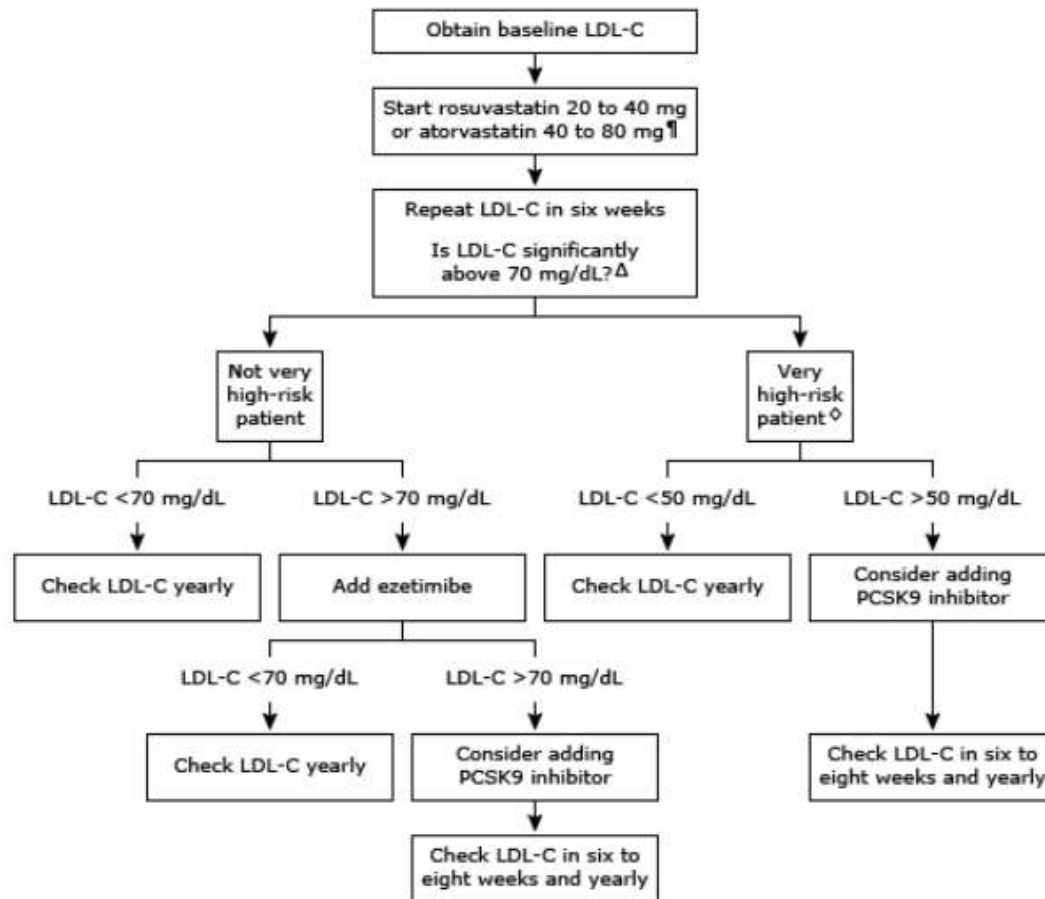 Obtain baseline LDL-C
Start rosuvastatin 20 to 40 mg
or atorvastatin 40 to 80 mg¶
Repeat LDL-C in six weeks
Is LDL-C significantly
above 70 mg/dL?Δ
Not very
high-risk
patient
Very
high-risk
patient◊
LDL-C <70 mg/dL
LDL-C >70 mg/dL
LDL-C <50 mg/dL
LDL-C >50 mg/dL
Check LDL-C yearly
Add ezetimibe
Check LDL-C yearly
Consider adding
PCSK9 inhibitor
LDL-C <70 mg/dL
LDL-C >70 mg/dL
Check LDL-C yearly
Consider adding
PCSK9 inhibitor
Check LDL-C in six to
eight weeks and yearly
Check LDL-C in six to
eight weeks and yearly